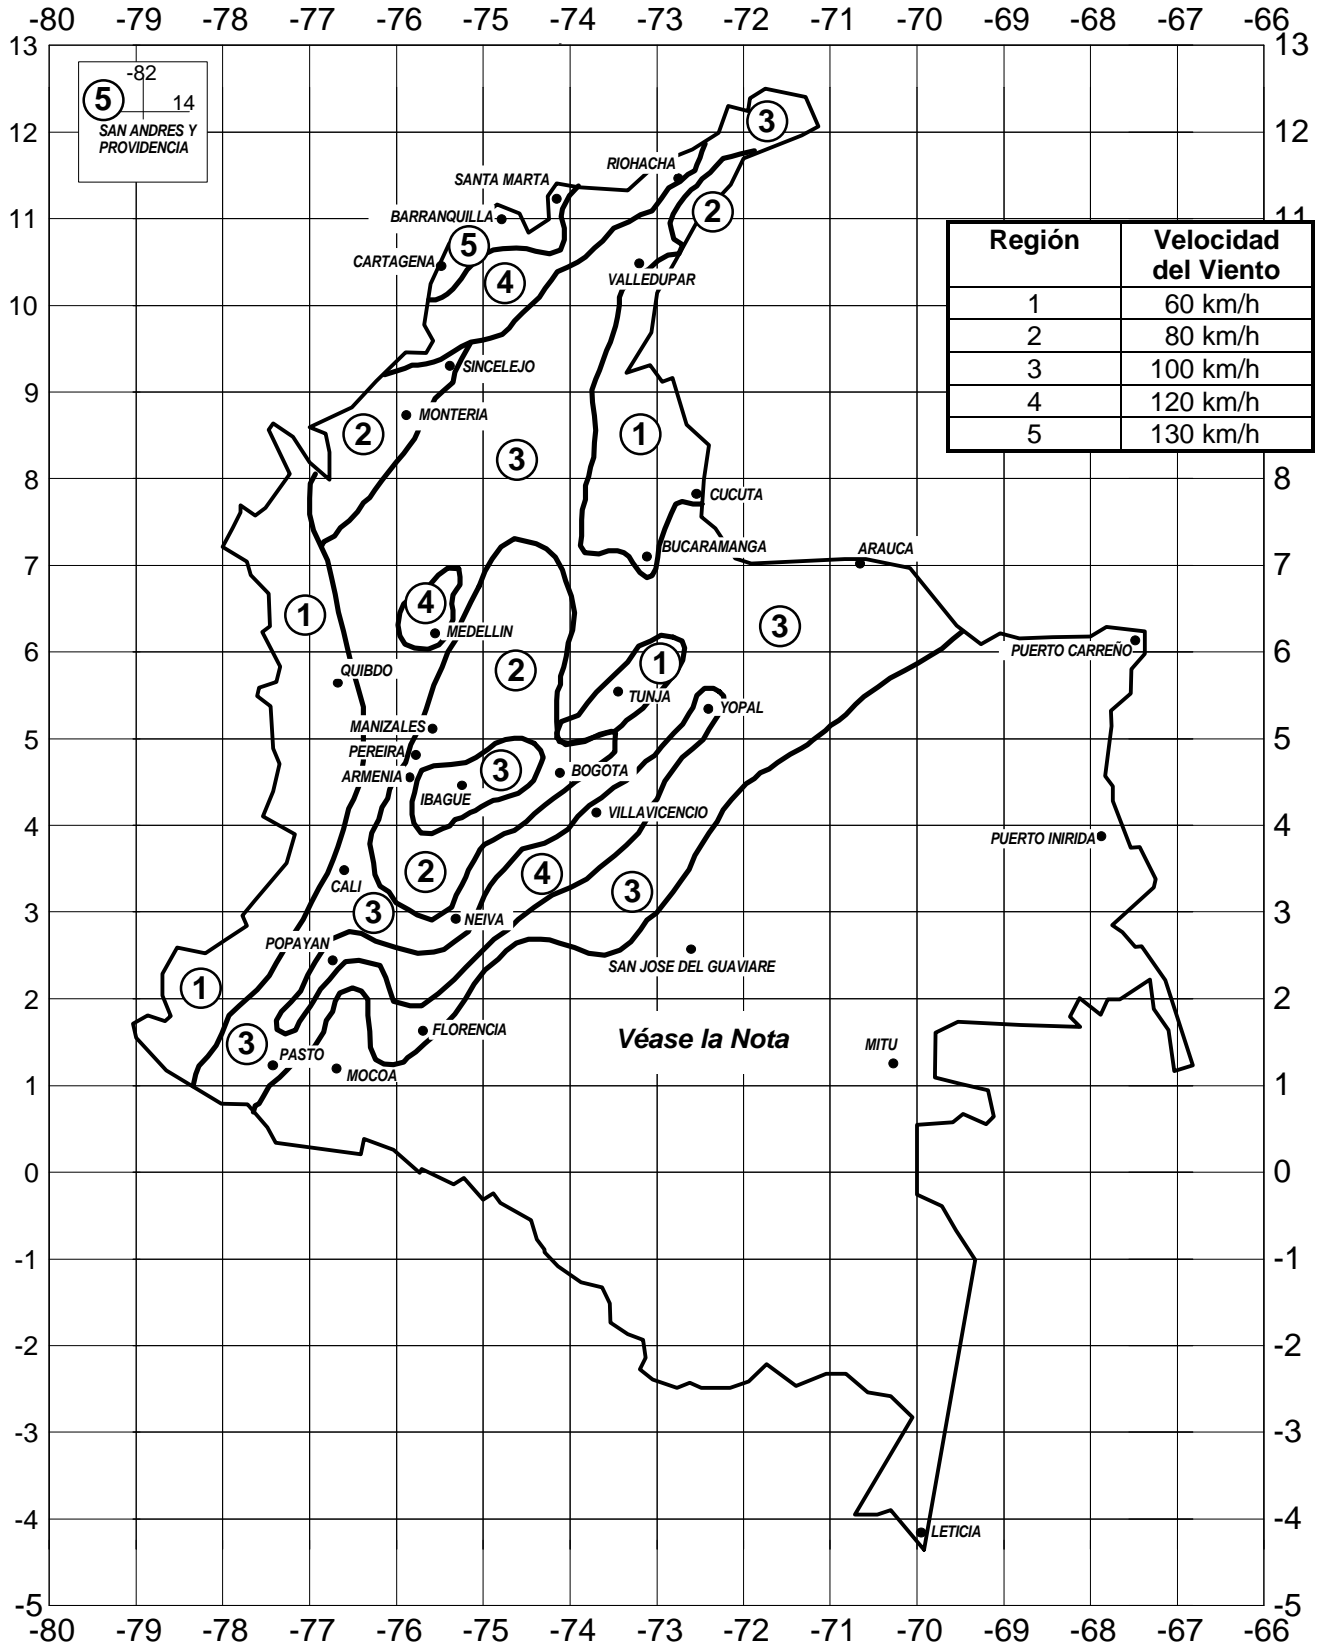 -80 -79 -78 -77 -76 -75 -74 -73 -72 -71 -70 -69 -68 -67 -66
13 13
-82
5
14
SAN ANDRES Y
PROVIDENCIA
3
12 12
RIOHACHA
SANTA MARTA
2
BARRANQUILLA
11 11
Región Velocidad
del Viento
1 60 km/h
2 80 km/h
3 100 km/h
4 120 km/h
5 130 km/h
5
CARTAGENA
4
VALLEDUPAR
10
SINCELEJO
9
MONTERIA
2
1
3
8 8
CUCUTA
BUCARAMANGA
ARAUCA
7 7
4
1
3
MEDELLIN
6 6
PUERTO CARREÑO
QUIBDO
2
1
TUNJA
YOPAL
MANIZALES
5 5
PEREIRA
ARMENIA
3
BOGOTA
IBAGUE
VILLAVICENCIO
4 4
PUERTO INIRIDA
CALI
2
4
3
3 3
3
NEIVA
POPAYAN
SAN JOSE DEL GUAVIARE
1
2 2
FLORENCIA
Véase la Nota
MITU
3
PASTO
MOCOA
1 1
0 0
-1 -1
-2 -2
-3 -3
-4 -4
LETICIA
-5 -5
-80 -79 -78 -77 -76 -75 -74 -73 -72 -71 -70 -69 -68 -67 -66